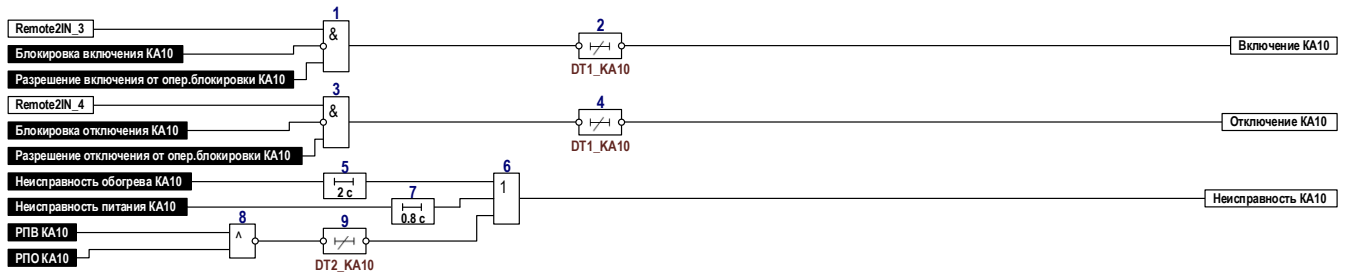 1
Remote2IN_3
&
2
Блокировка включения КА10
Включение КА10
Разрешение включения от опер.блокировки КА10
DT1_KA10
3
Remote2IN_4
&
4
Блокировка отключения КА10
Отключение КА10
Разрешение отключения от опер.блокировки КА10
DT1_KA10
5
6
Неисправность обогрева КА10
2 с
1
7
Неисправность питания КА10
0.8 с
Неисправность КА10
8
9
РПВ КА10
^
РПО КА10
DT2_KA10